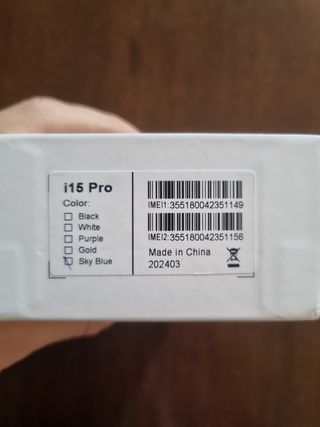 i15 Pro
Color:
Black
White
Purple
Gold
Sky Blue
IMEI1:355180042351149
IMEI2:355180042351156
Made in China
202403